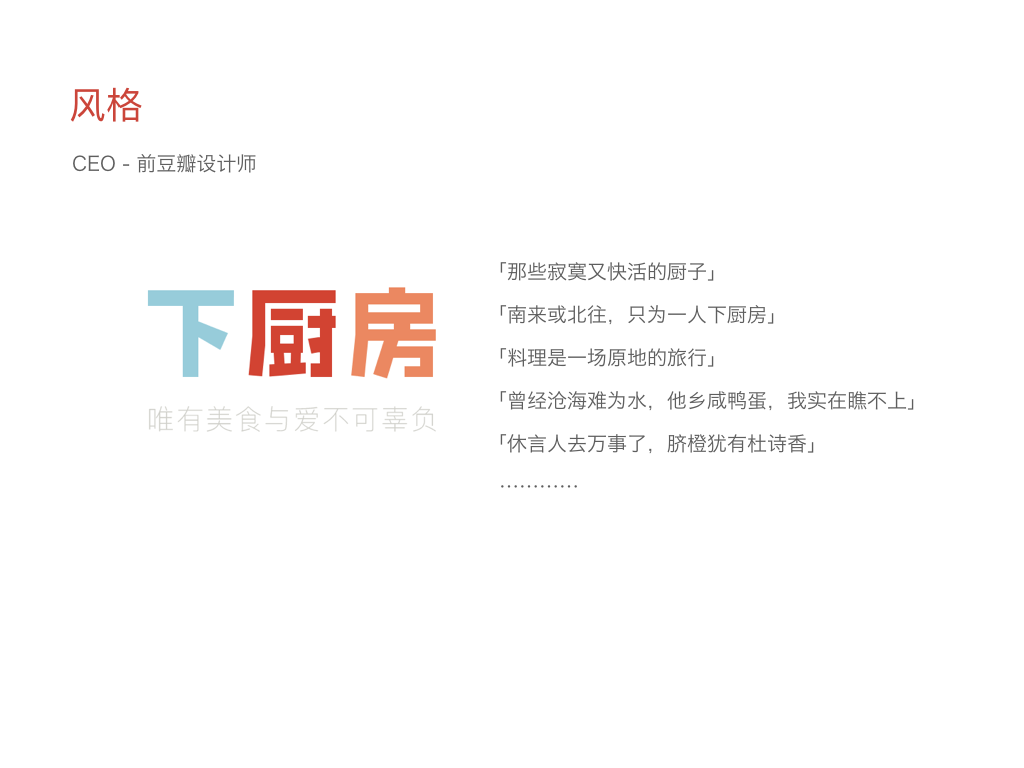 风格
CEO - 前豆瓣设计师
下厨房
唯有美食与爱不可辜负
「那些寂寞又快活的厨子」
「南来或北往，只为一人下厨房」
「料理是一场原地的旅行」
「曾经沧海难为水，他乡咸鸭蛋，我实在瞧不上」
「休言人去万事了，脐橙犹有杜诗香」
…………